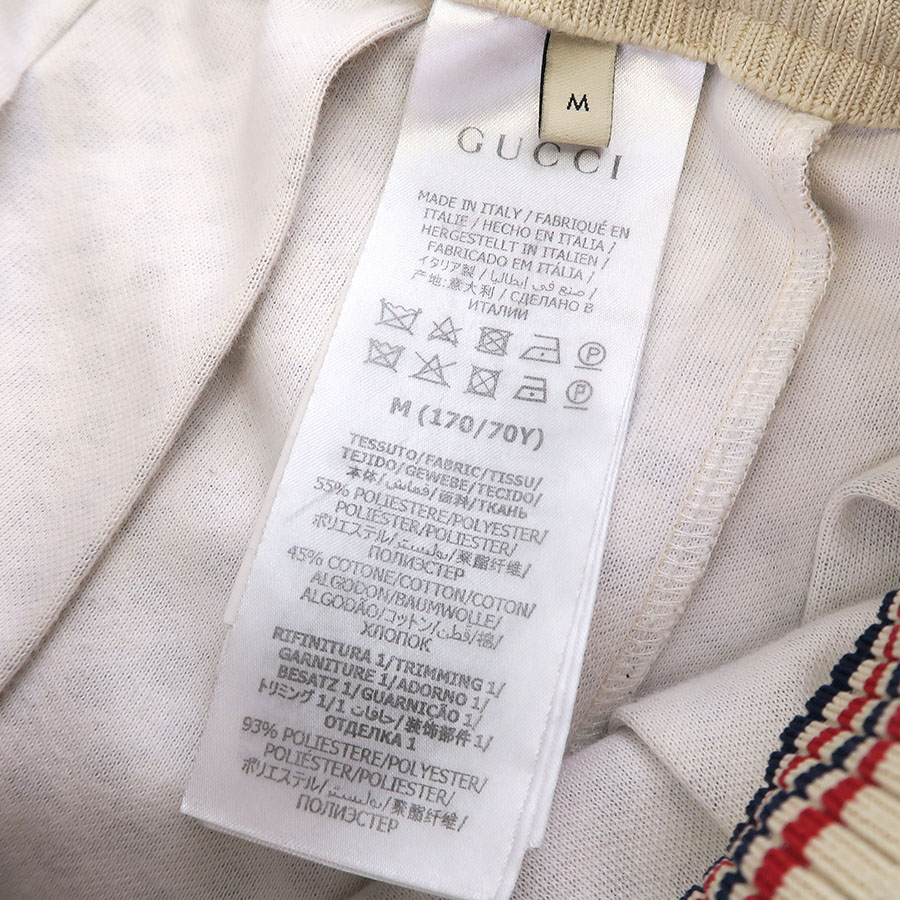 M
GUCCI
MADE IN ITALY / FABRIQUÉ EN
ITALIE / HECHO EN ITALIA /
HERGESTELLT IN ITALIEN /
FABRICADO EM ITÁLIA /
イタリア製 / صنع في إيطاليا /
产地:意大利 / СДЕЛАНО В
ИТАЛИИ
P
P
M (170/70Y)
TESSUTO/FABRIC/TISSU/
TEJIDO/GEWEBE/TECIDO/
本体/قماش/面料/ТКАНЬ
55% POLIESTERE/POLYESTER/
POLIÉSTER/POLIESTER/
ポリエステル/بوليستر/聚酯纤维/
ПОЛИЭСТЕР
45% COTONE/COTTON/COTON/
ALGODON/BAUMWOLLE/
ALGODÃO/コットン/قطن/棉/
ХЛОПОК
RIFINITURA 1/TRIMMING 1/
GARNITURE 1/ADORNO 1/
BESATZ 1/GUARNIÇÃO 1/
トリミング 1/حافات 1/装饰部件 1/
ОТДЕЛКА 1
93% POLIESTERE/POLYESTER/
POLIÉSTER/POLIESTER/
ポリエステル/بوليستر/聚酯纤维/
ПОЛИЭСТЕР